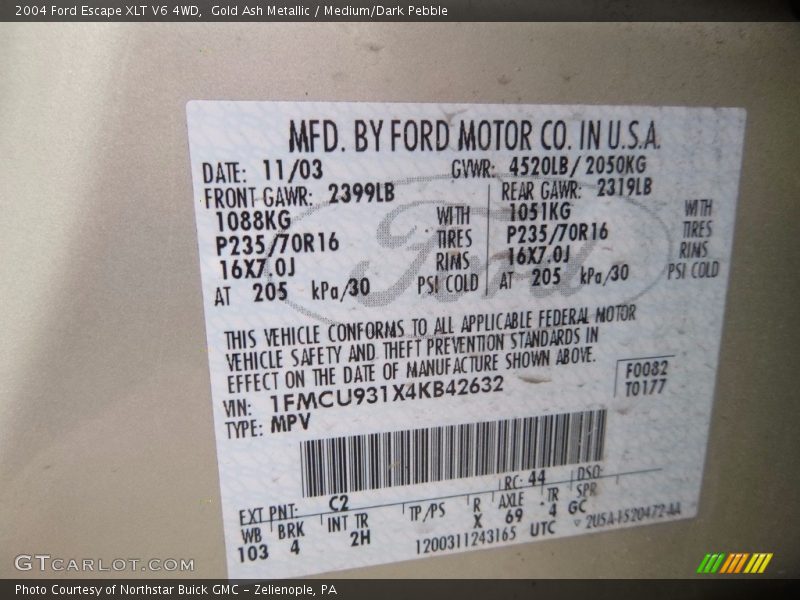 2004 Ford Escape XLT V6 4WD, Gold Ash Metallic / Medium/Dark Pebble
MFD. BY FORD MOTOR CO. IN U.S.A.
DATE: 11/03 GVWR: 4520LB/ 2050KG
FRONT GAWR: 2399LB REAR GAWR: 2319LB
1088KG WITH 1051KG WITH
P235/70R16 TIRES P235/70R16 TIRES
16X7.0J RIMS 16X7.0J RIMS
AT 205 kPa/30 PSI COLD AT 205 kPa/30 PSI COLD
Ford
THIS VEHICLE CONFORMS TO ALL APPLICABLE FEDERAL MOTOR
VEHICLE SAFETY AND THEFT PREVENTION STANDARDS IN
EFFECT ON THE DATE OF MANUFACTURE SHOWN ABOVE.
VIN: 1FMCU931X4KB42632 F0082
TYPE: MPV T0177
EXT PNT: C2 RC: 44 DSO:
WB BRK INT TR TP/PS R AXLE TR SPR
103 4 2H X 69 4 GC
1200311243165 UTC 2U5A-1520472-AA
GTCARLOT.COM
Photo Courtesy of Northstar Buick GMC - Zelienople, PA